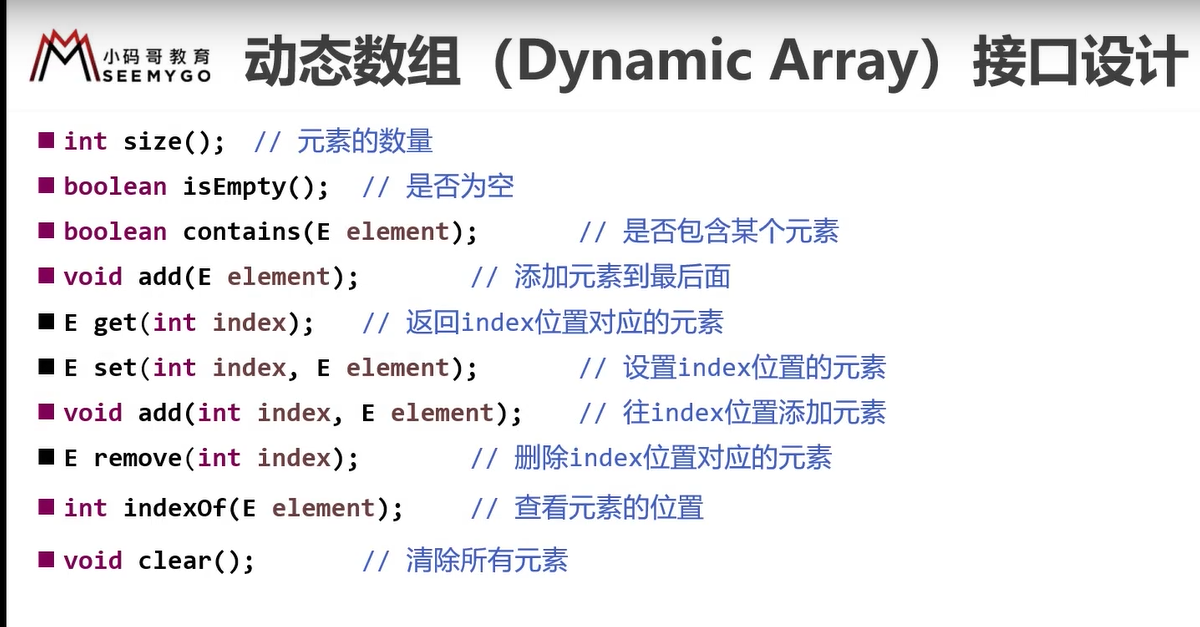 小码哥教育
SEEMYGO
动态数组（Dynamic Array）接口设计
int size(); // 元素的数量
boolean isEmpty(); // 是否为空
boolean contains(E element); // 是否包含某个元素
void add(E element); // 添加元素到最后面
E get(int index); // 返回index位置对应的元素
E set(int index, E element); // 设置index位置的元素
void add(int index, E element); // 往index位置添加元素
E remove(int index); // 删除index位置对应的元素
int indexOf(E element); // 查看元素的位置
void clear(); // 清除所有元素